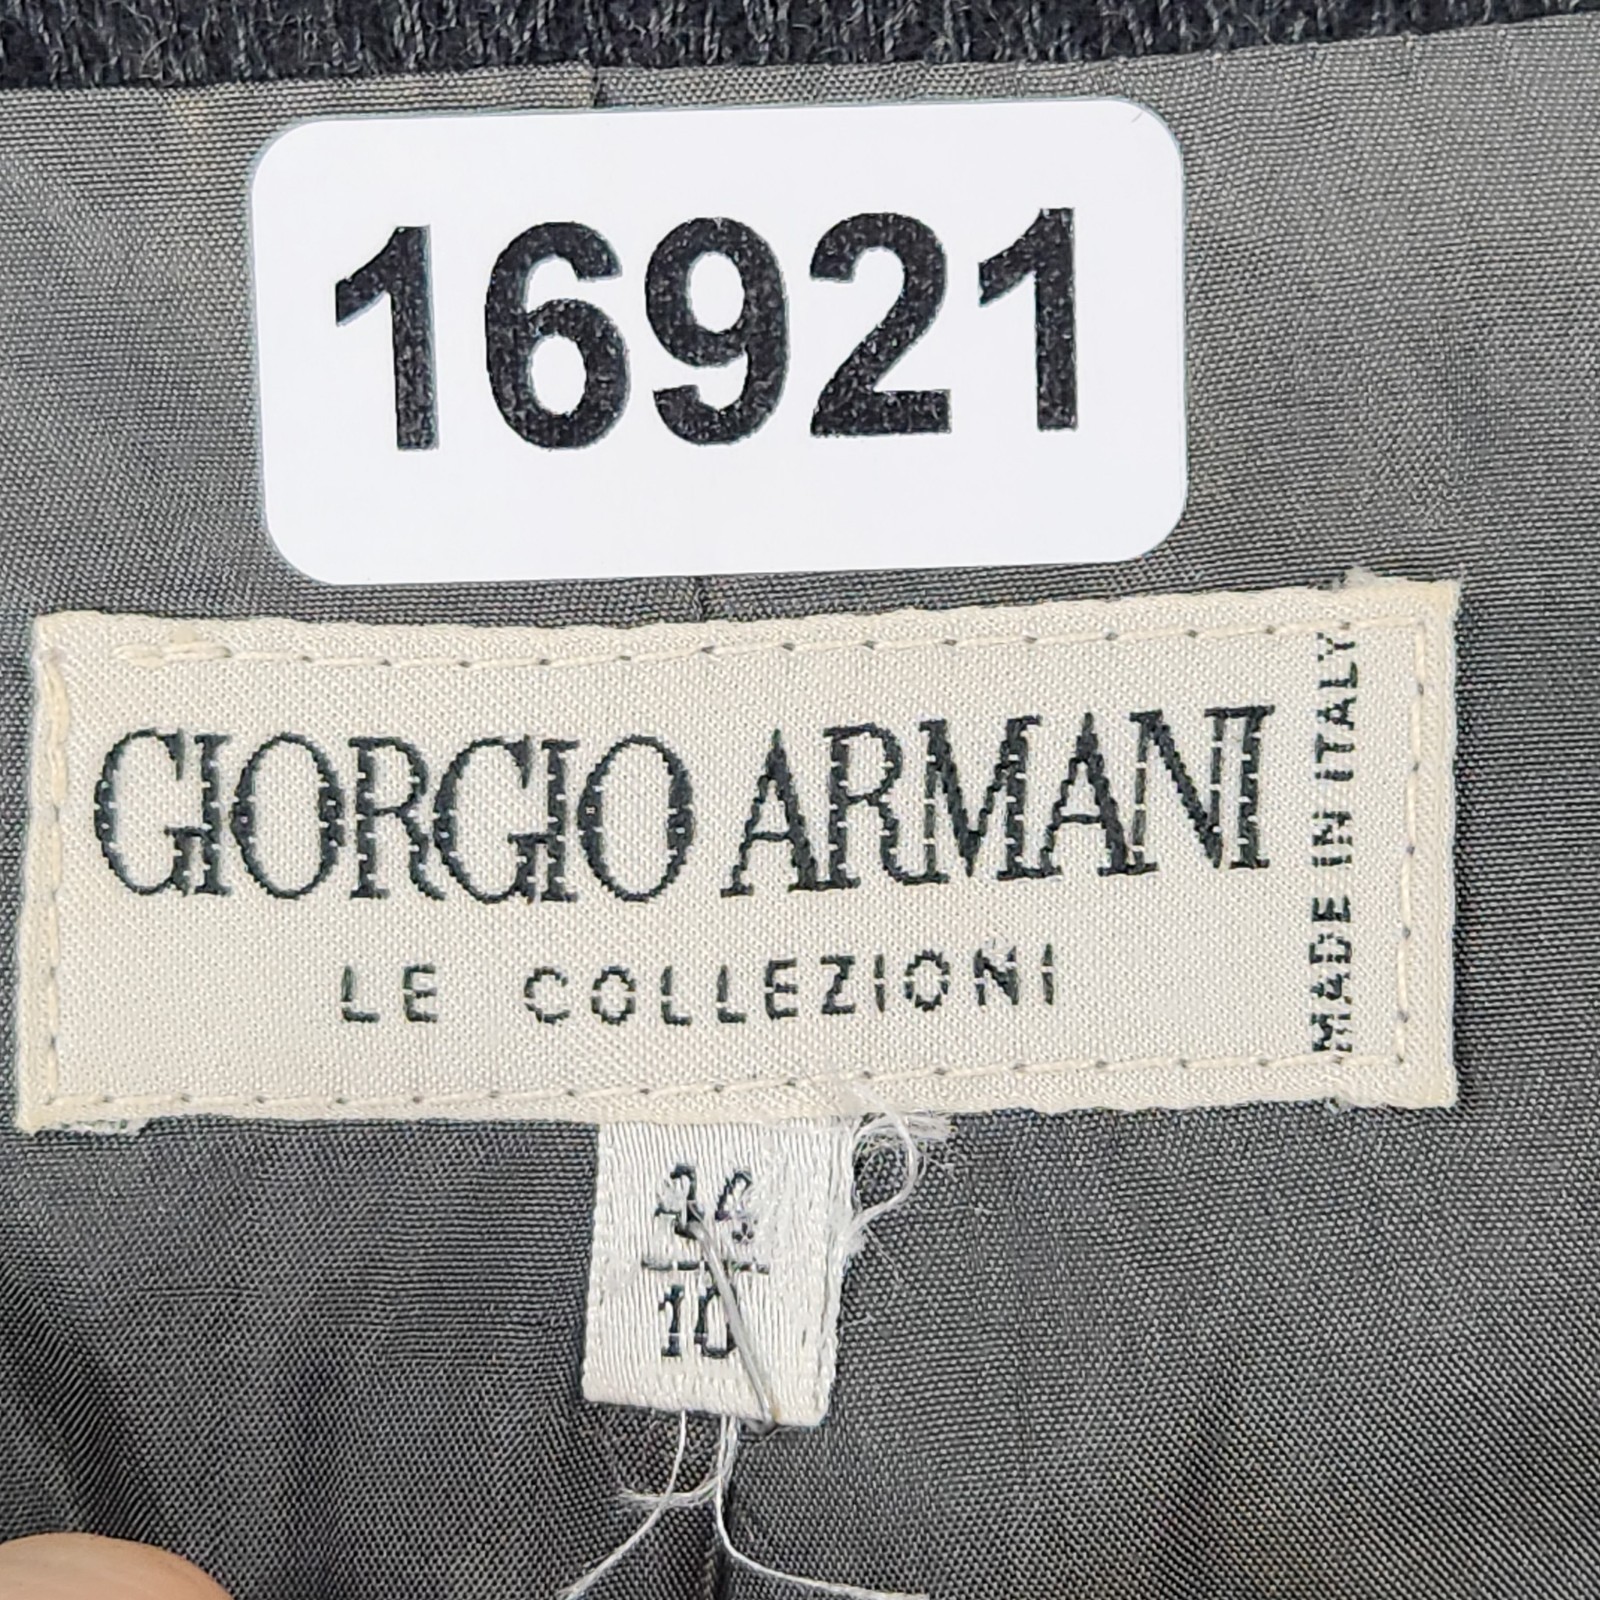 16921
GIORGIO ARMANI
LE COLLEZIONI
MADE IN ITALY
44
10